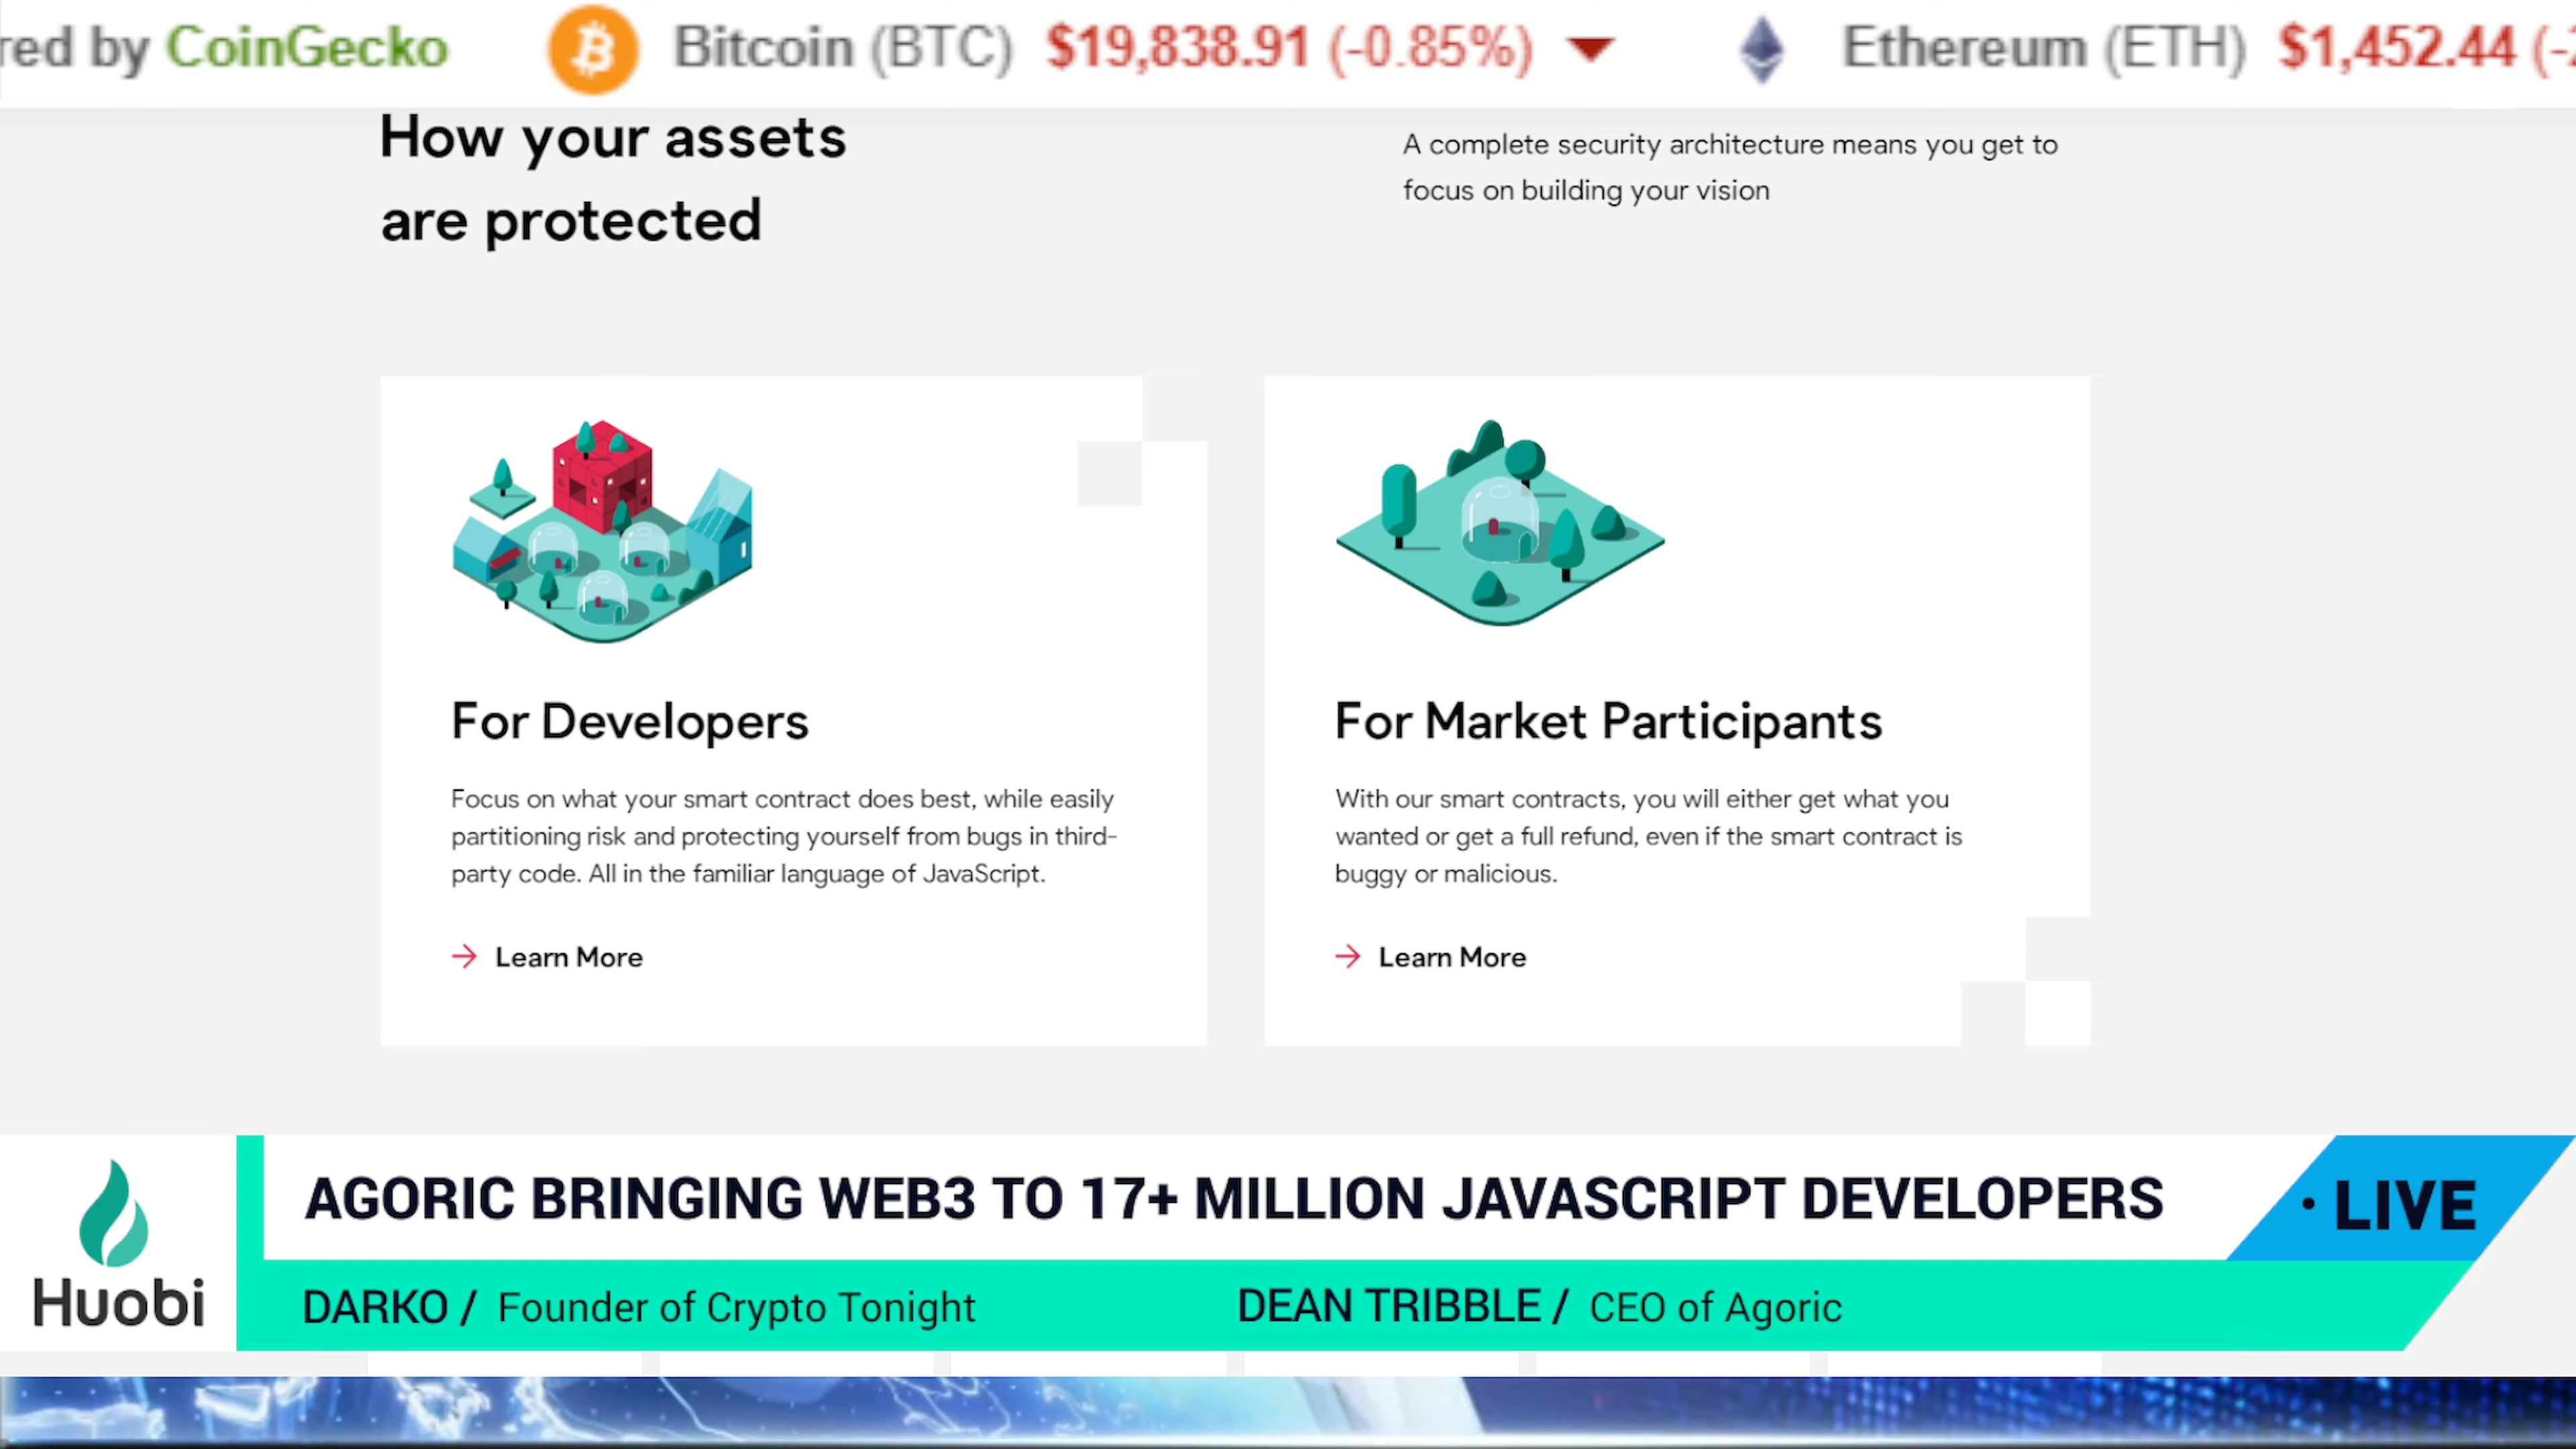 by CoinGecko Bitcoin (BTC) $19,838.91 (-0.85%) Ethereum (ETH) $1,452.44
How your assets
are protected
A complete security architecture means you get to
focus on building your vision
For Developers
Focus on what your smart contract does best, while easily
partitioning risk and protecting yourself from bugs in third-
party code. All in the familiar language of JavaScript.
→ Learn More
For Market Participants
With our smart contracts, you will either get what you
wanted or get a full refund, even if the smart contract is
buggy or malicious.
→ Learn More
Huobi
AGORIC BRINGING WEB3 TO 17+ MILLION JAVASCRIPT DEVELOPERS
• LIVE
DARKO / Founder of Crypto Tonight
DEAN TRIBBLE / CEO of Agoric